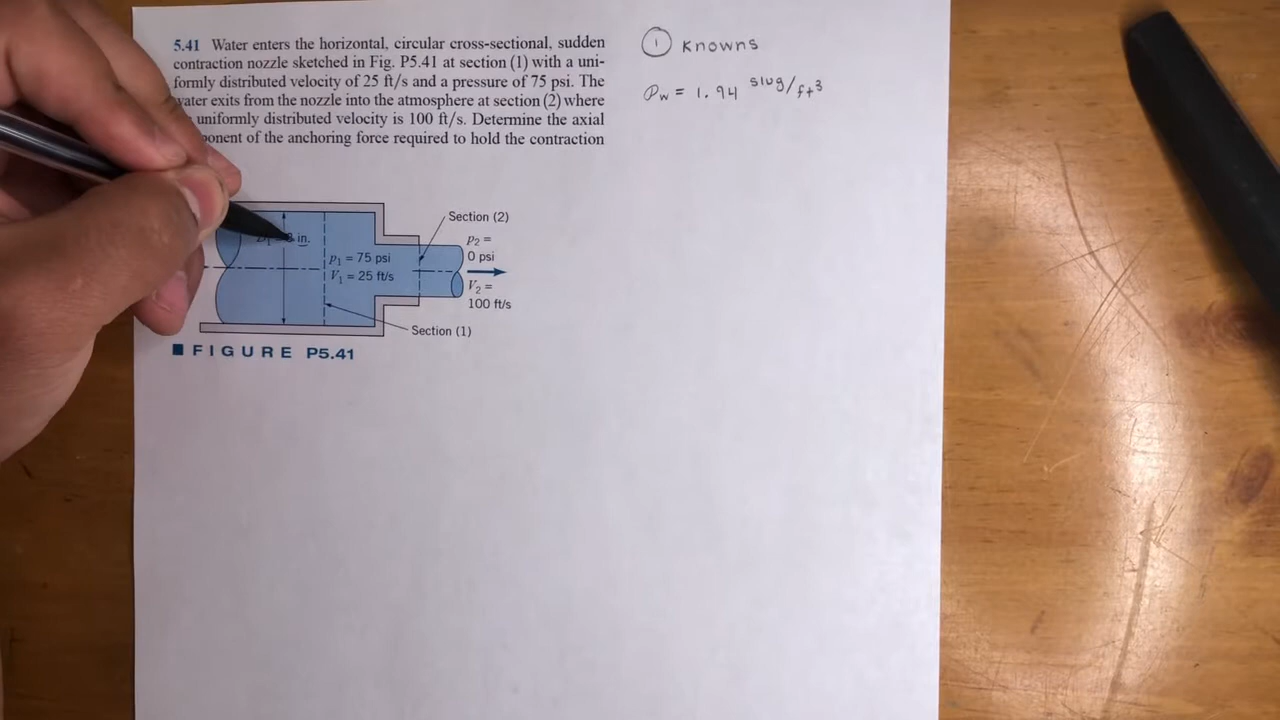 5.41 Water enters the horizontal, circular cross-sectional, sudden
contraction nozzle sketched in Fig. P5.41 at section (1) with a uni-
formly distributed velocity of 25 ft/s and a pressure of 75 psi. The
water exits from the nozzle into the atmosphere at section (2) where
uniformly distributed velocity is 100 ft/s. Determine the axial
of the anchoring force required to hold the contraction
in.
p₁ = 75 psi
V₁ = 25 ft/s
Section (2)
p₂ =
0 psi
V₂ =
100 ft/s
Section (1)
FIGURE P5.41
1 Knowns
ρw = 1.94 slug/ft³